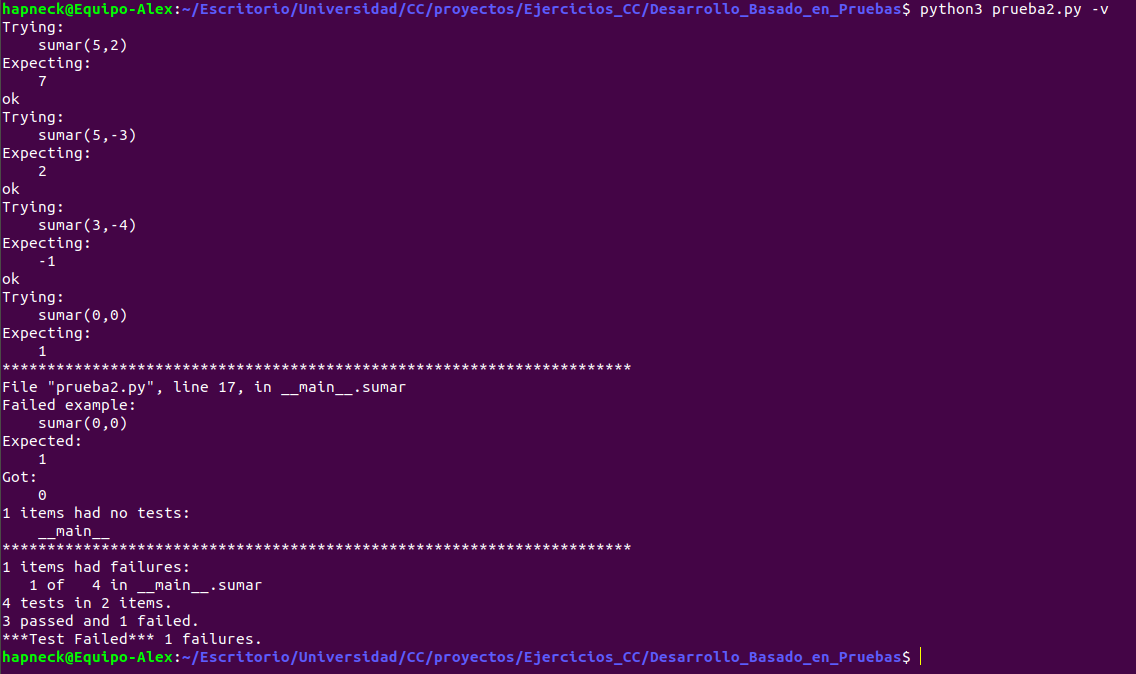 hapneck@Equipo-Alex:~/Escritorio/Universidad/CC/proyectos/Ejercicios_CC/Desarrollo_Basado_en_Pruebas$ python3 prueba2.py -v
Trying:
    sumar(5,2)
Expecting:
    7
ok
Trying:
    sumar(5,-3)
Expecting:
    2
ok
Trying:
    sumar(3,-4)
Expecting:
    -1
ok
Trying:
    sumar(0,0)
Expecting:
    1
**********************************************************************
File "prueba2.py", line 17, in __main__.sumar
Failed example:
    sumar(0,0)
Expected:
    1
Got:
    0
1 items had no tests:
    __main__
**********************************************************************
1 items had failures:
   1 of   4 in __main__.sumar
4 tests in 2 items.
3 passed and 1 failed.
***Test Failed*** 1 failures.
hapneck@Equipo-Alex:~/Escritorio/Universidad/CC/proyectos/Ejercicios_CC/Desarrollo_Basado_en_Pruebas$